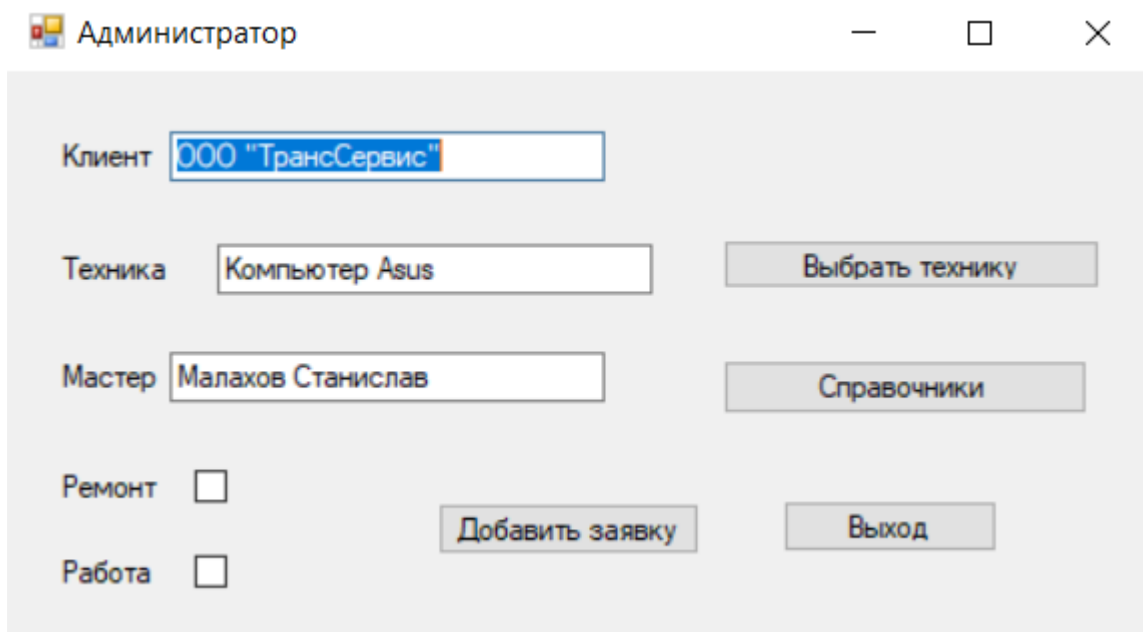 Администратор
Клиент ООО "ТрансСервис"
Техника Компьютер Asus Выбрать технику
Мастер Малахов Станислав Справочники
Ремонт
Добавить заявку Выход
Работа